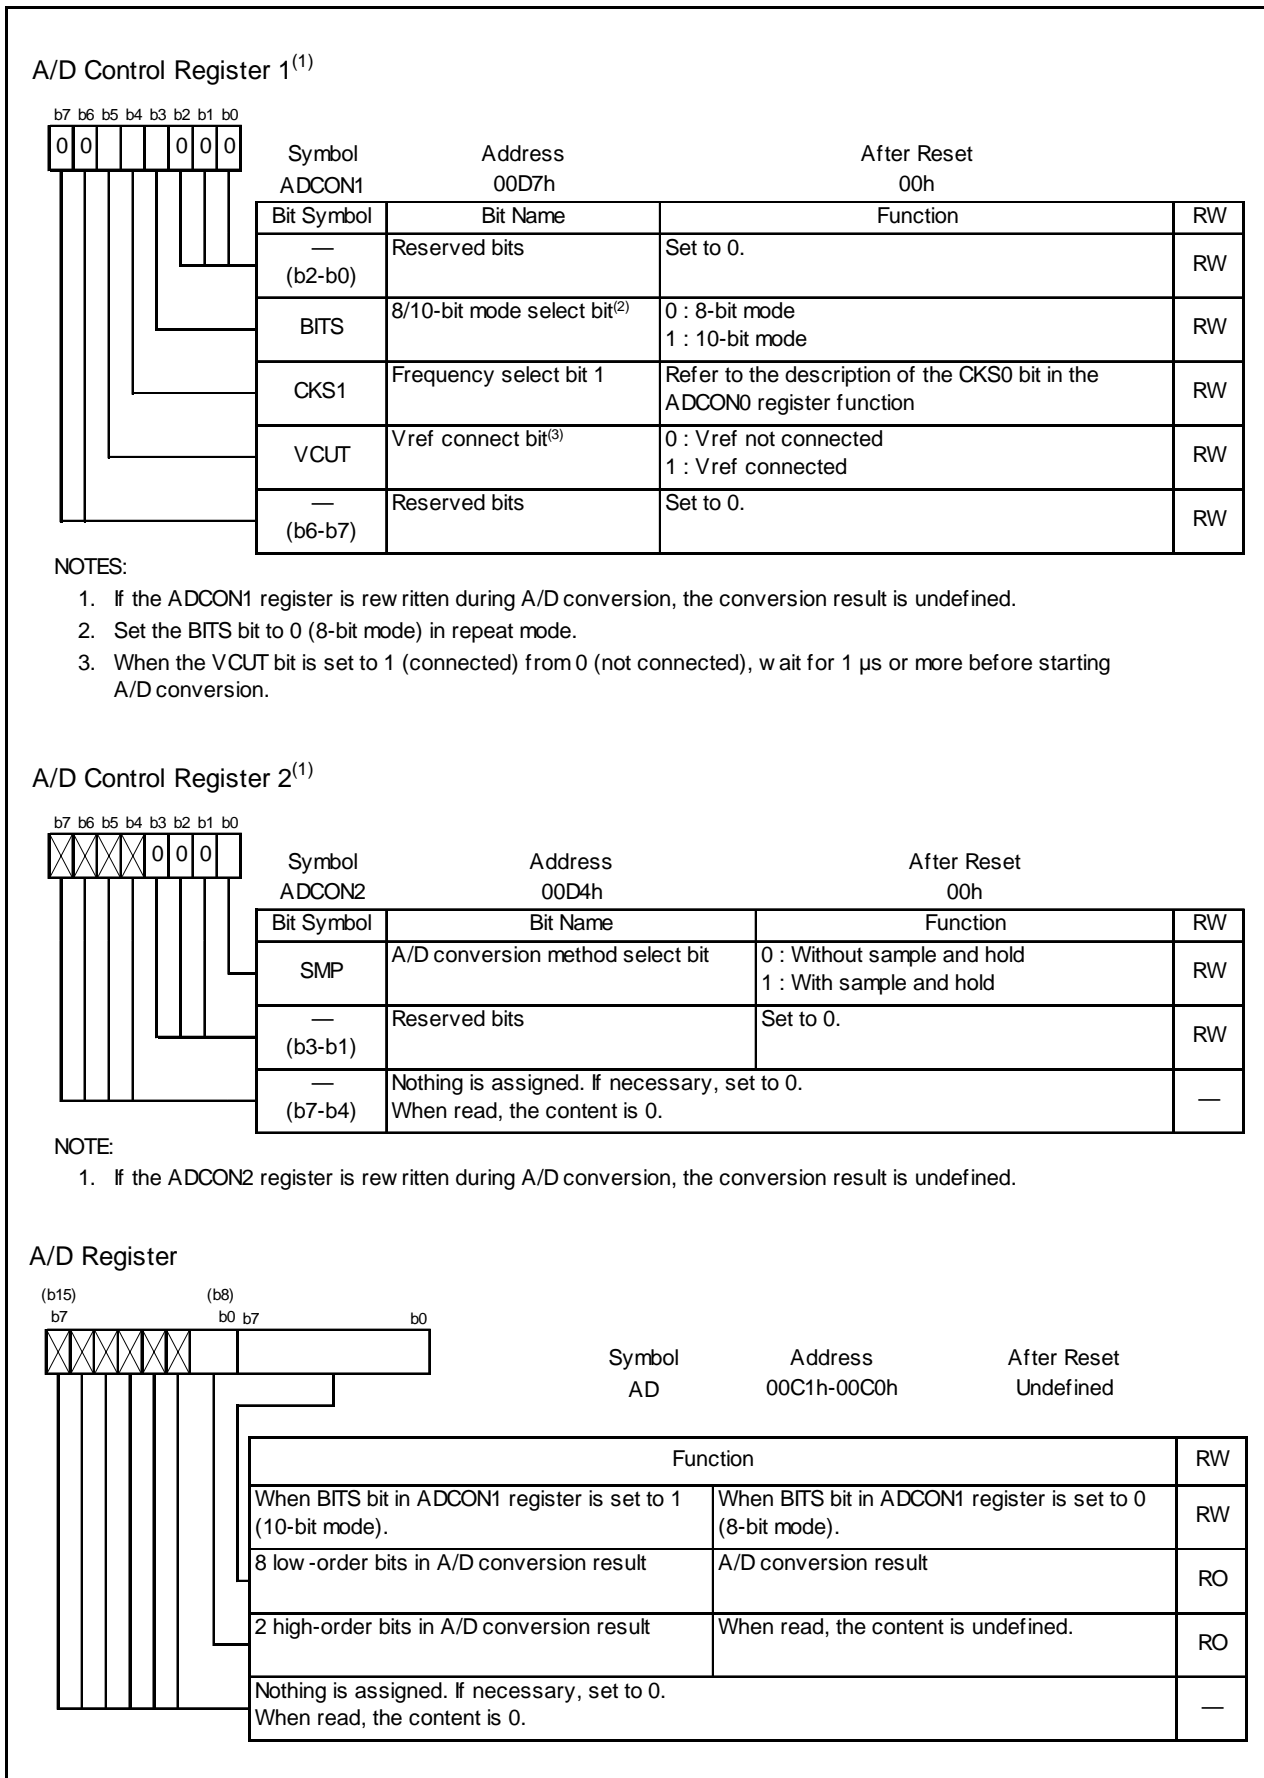 A/D Control Register 1(1)
b7 b6 b5 b4 b3 b2 b1 b0
0 0 0 0 0
Symbol Address After Reset
ADCON1 00D7h 00h
Bit Symbol Bit Name Function RW
— (b2-b0) Reserved bits Set to 0. RW
BITS 8/10-bit mode select bit(2) 0 : 8-bit mode RW
1 : 10-bit mode
CKS1 Frequency select bit 1 Refer to the description of the CKS0 bit in the RW
ADCON0 register function
VCUT Vref connect bit(3) 0 : Vref not connected RW
1 : Vref connected
— (b6-b7) Reserved bits Set to 0. RW
NOTES:
1. If the ADCON1 register is rewritten during A/D conversion, the conversion result is undefined.
2. Set the BITS bit to 0 (8-bit mode) in repeat mode.
3. When the VCUT bit is set to 1 (connected) from 0 (not connected), wait for 1 µs or more before starting
A/D conversion.
A/D Control Register 2(1)
b7 b6 b5 b4 b3 b2 b1 b0
0 0 0
Symbol Address After Reset
ADCON2 00D4h 00h
Bit Symbol Bit Name Function RW
SMP A/D conversion method select bit 0 : Without sample and hold RW
1 : With sample and hold
— (b3-b1) Reserved bits Set to 0. RW
— (b7-b4) Nothing is assigned. If necessary, set to 0. —
When read, the content is 0.
NOTE:
1. If the ADCON2 register is rewritten during A/D conversion, the conversion result is undefined.
A/D Register
(b15) (b8)
b7 b0 b7 b0
Symbol Address After Reset
AD 00C1h-00C0h Undefined
Function RW
When BITS bit in ADCON1 register is set to 1 When BITS bit in ADCON1 register is set to 0 RW
(10-bit mode). (8-bit mode).
8 low-order bits in A/D conversion result A/D conversion result RO
2 high-order bits in A/D conversion result When read, the content is undefined. RO
Nothing is assigned. If necessary, set to 0. —
When read, the content is 0.